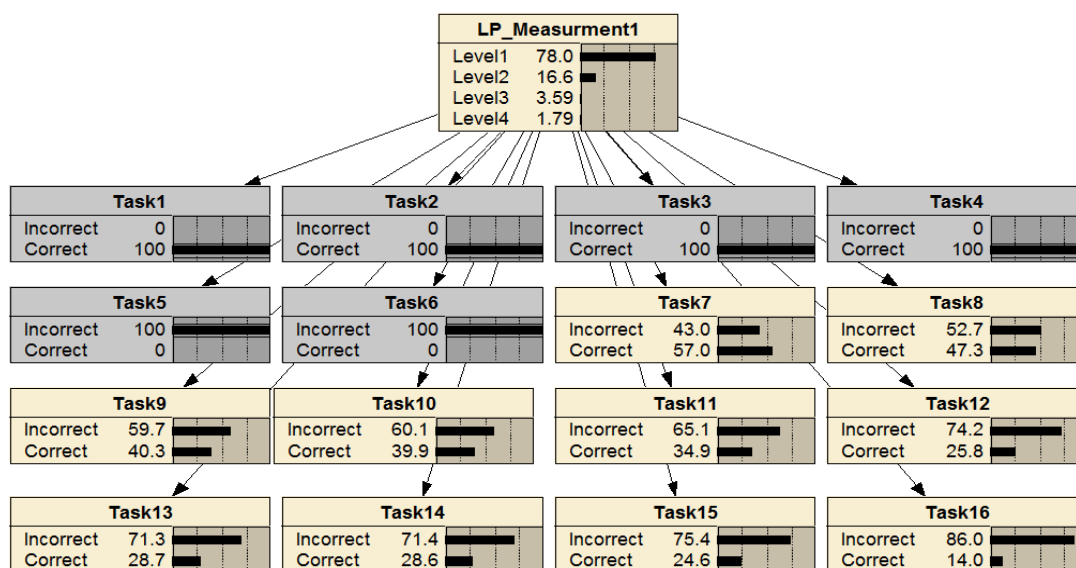 LP_Measurment1
Level1 78.0
Level2 16.6
Level3 3.59
Level4 1.79
Task1
Incorrect 0
Correct 100
Task2
Incorrect 0
Correct 100
Task3
Incorrect 0
Correct 100
Task4
Incorrect 0
Correct 100
Task5
Incorrect 100
Correct 0
Task6
Incorrect 100
Correct 0
Task7
Incorrect 43.0
Correct 57.0
Task8
Incorrect 52.7
Correct 47.3
Task9
Incorrect 59.7
Correct 40.3
Task10
Incorrect 60.1
Correct 39.9
Task11
Incorrect 65.1
Correct 34.9
Task12
Incorrect 74.2
Correct 25.8
Task13
Incorrect 71.3
Correct 28.7
Task14
Incorrect 71.4
Correct 28.6
Task15
Incorrect 75.4
Correct 24.6
Task16
Incorrect 86.0
Correct 14.0